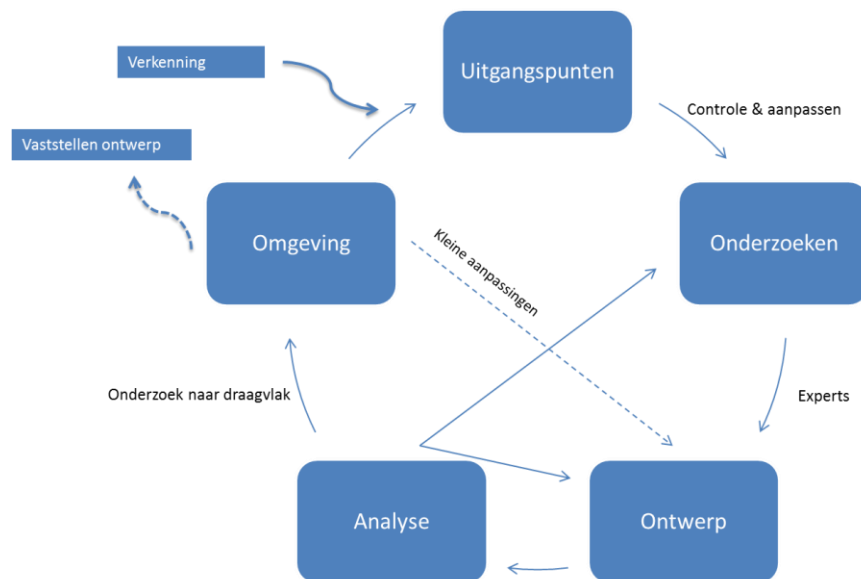 Verkenning
Uitgangspunten
Controle & aanpassen
Vaststellen ontwerp
Omgeving
Kleine aanpassingen
Onderzoeken
Onderzoek naar draagvlak
Experts
Analyse
Ontwerp